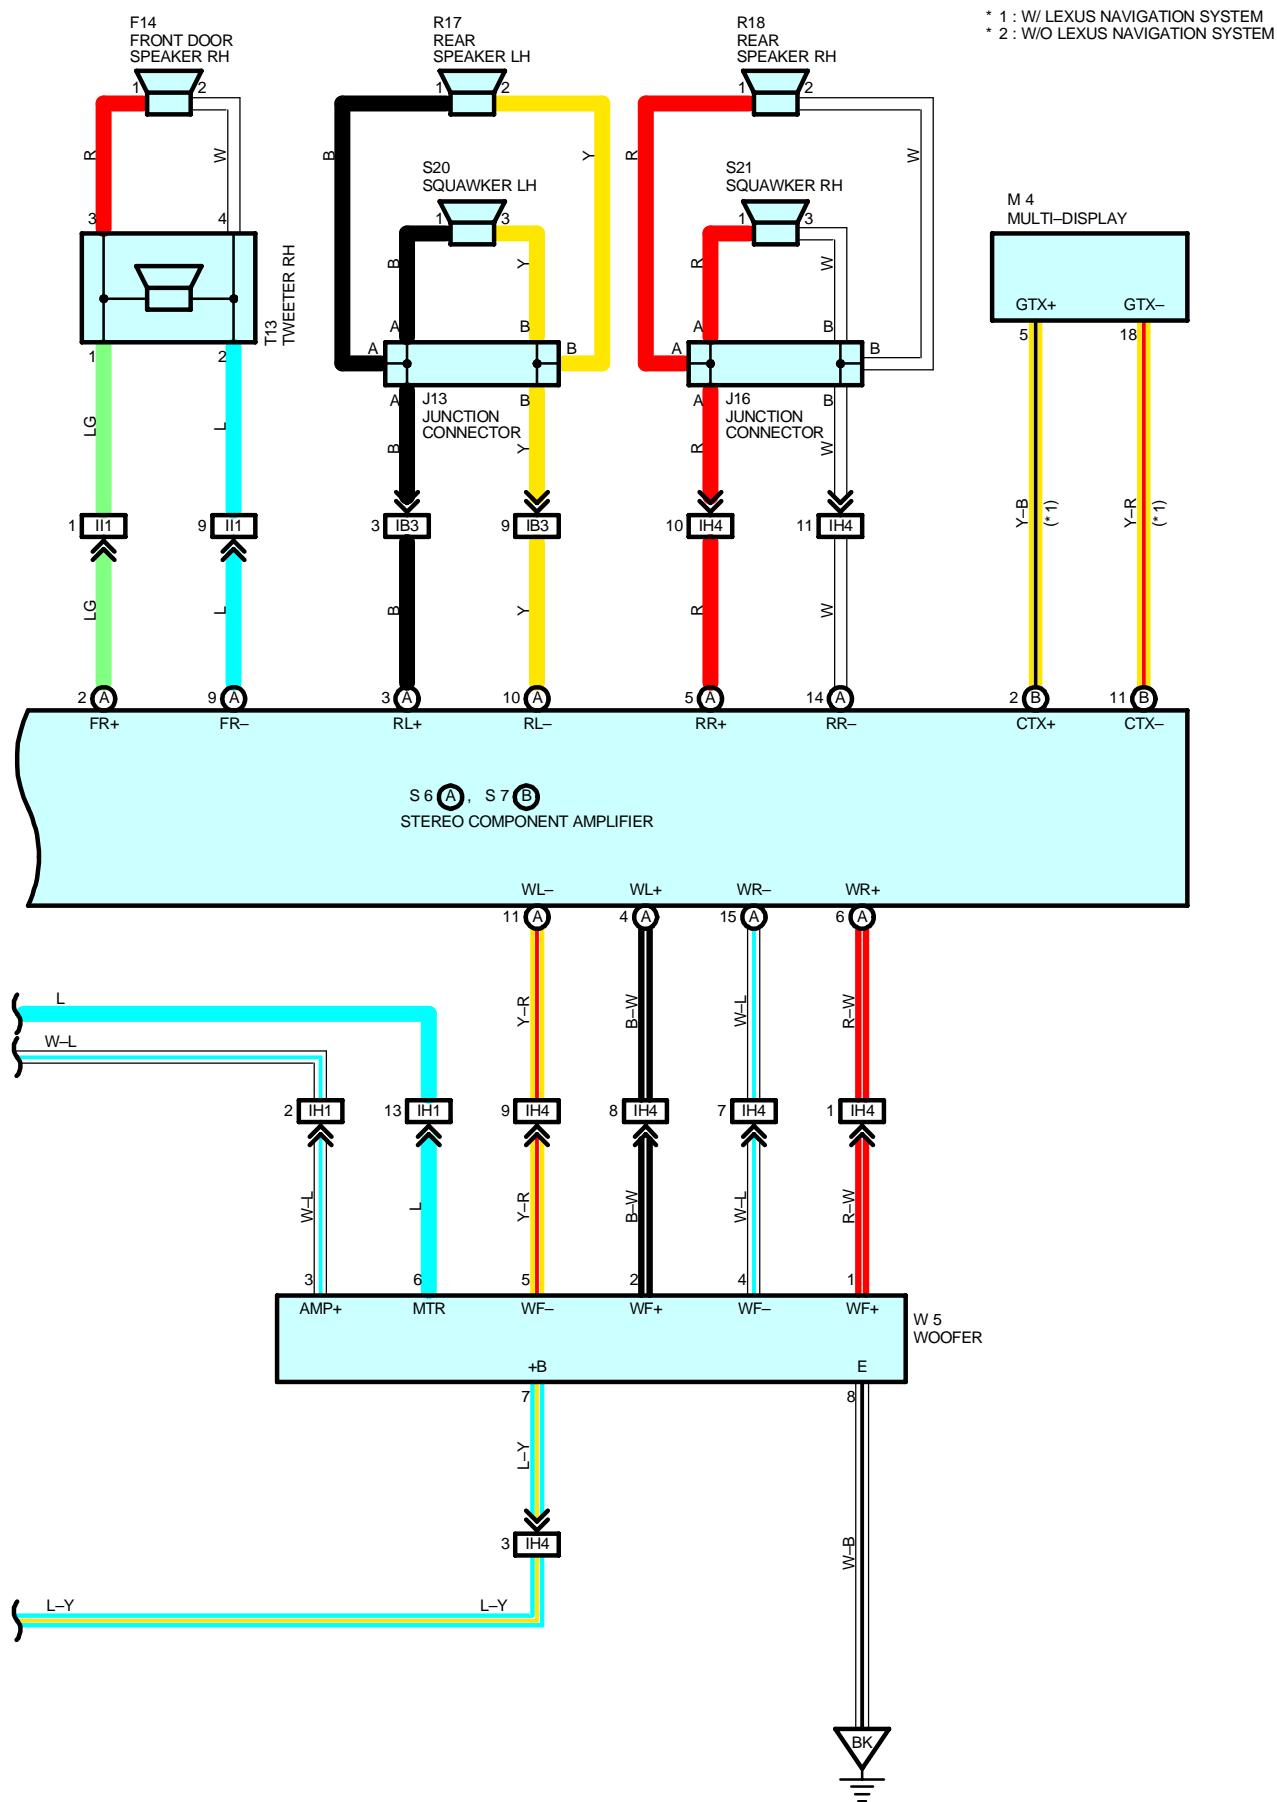 * 1 : W/ LEXUS NAVIGATION SYSTEM
* 2 : W/O LEXUS NAVIGATION SYSTEM
F14
FRONT DOOR
SPEAKER RH
R17
REAR
SPEAKER LH
R18
REAR
SPEAKER RH
1 2
1 2
1 2
R W
B Y
R W
S20
SQUAWKER LH
S21
SQUAWKER RH
1 3
1 3
M 4
MULTI–DISPLAY
3 4
B Y
R W
T13
TWEETER RH
GTX+ GTX–
5 18
A B
A B
A B
A B
1 2
A B
A B
J13
JUNCTION
CONNECTOR
J16
JUNCTION
CONNECTOR
LG L
B Y
R W
Y–B
(* 1)
Y–R
(* 1)
1 II1
9 II1
3 IB3
9 IB3
10 IH4
11 IH4
LG L B Y R W
2 A
9 A
3 A
10 A
5 A
14 A
2 B
11 B
FR+ FR– RL+ RL– RR+ RR– CTX+ CTX–
S 6 A , S 7 B
STEREO COMPONENT AMPLIFIER
WL– WL+ WR– WR+
11 A
4 A
15 A
6 A
L
W–L
Y–R B–W W–L R–W
2 IH1
13 IH1
9 IH4
8 IH4
7 IH4
1 IH4
W–L L Y–R B–W W–L R–W
3 6 5 2 4 1
AMP+ MTR WF– WF+ WF– WF+
W 5
WOOFER
+B E
7 8
L–Y
3 IH4
W–B
L–Y L–Y
BK